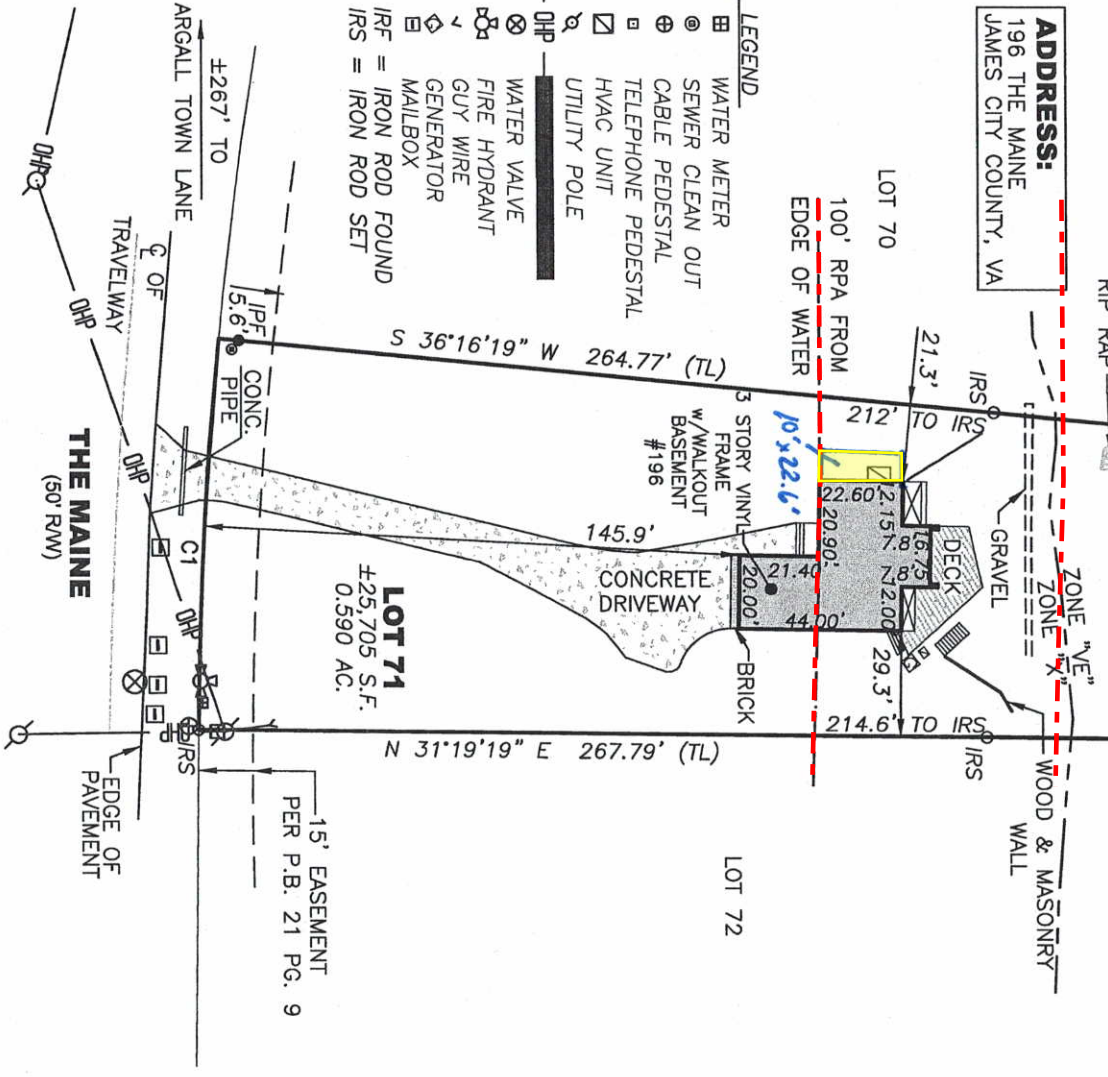 ADDRESS:
196 THE MAINE
JAMES CITY COUNTY, VA
RIP RAP
LEGEND
WATER METER
SEWER CLEAN OUT
CABLE PEDESTAL
TELEPHONE PEDESTAL
HVAC UNIT
UTILITY POLE
OHP
WATER VALVE
FIRE HYDRANT
GUY WIRE
GENERATOR
MAILBOX
IRF = IRON ROD FOUND
IRS = IRON ROD SET
LOT 70
100' RPA FROM
EDGE OF WATER
ZONE "VE"
ZONE "X"
GRAVEL
WOOD & MASONRY
WALL
21.3'
IRS
212' TO IRS
DECK
3 STORY VINYL
FRAME
w/WALKOUT
BASEMENT
#196
10' x 22.6'
22.60'
12.15'
7.8'
16.75'
7.8'
12.00'
20.90'
21.40'
20.00'
44.00'
29.3'
214.6' TO IRS
IRS
BRICK
CONCRETE
DRIVEWAY
145.9'
S 36°16'19" W 264.77' (TL)
N 31°19'19" E 267.79' (TL)
LOT 71
±25,705 S.F.
0.590 AC.
LOT 72
±267' TO
ARGALL TOWN LANE
IPF
5.6'
CONC.
PIPE
C1
OHP
OHP
OHP
OHP
℄ OF
TRAVELWAY
THE MAINE
(50' R/W)
IRS
EDGE OF
PAVEMENT
15' EASEMENT
PER P.B. 21 PG. 9